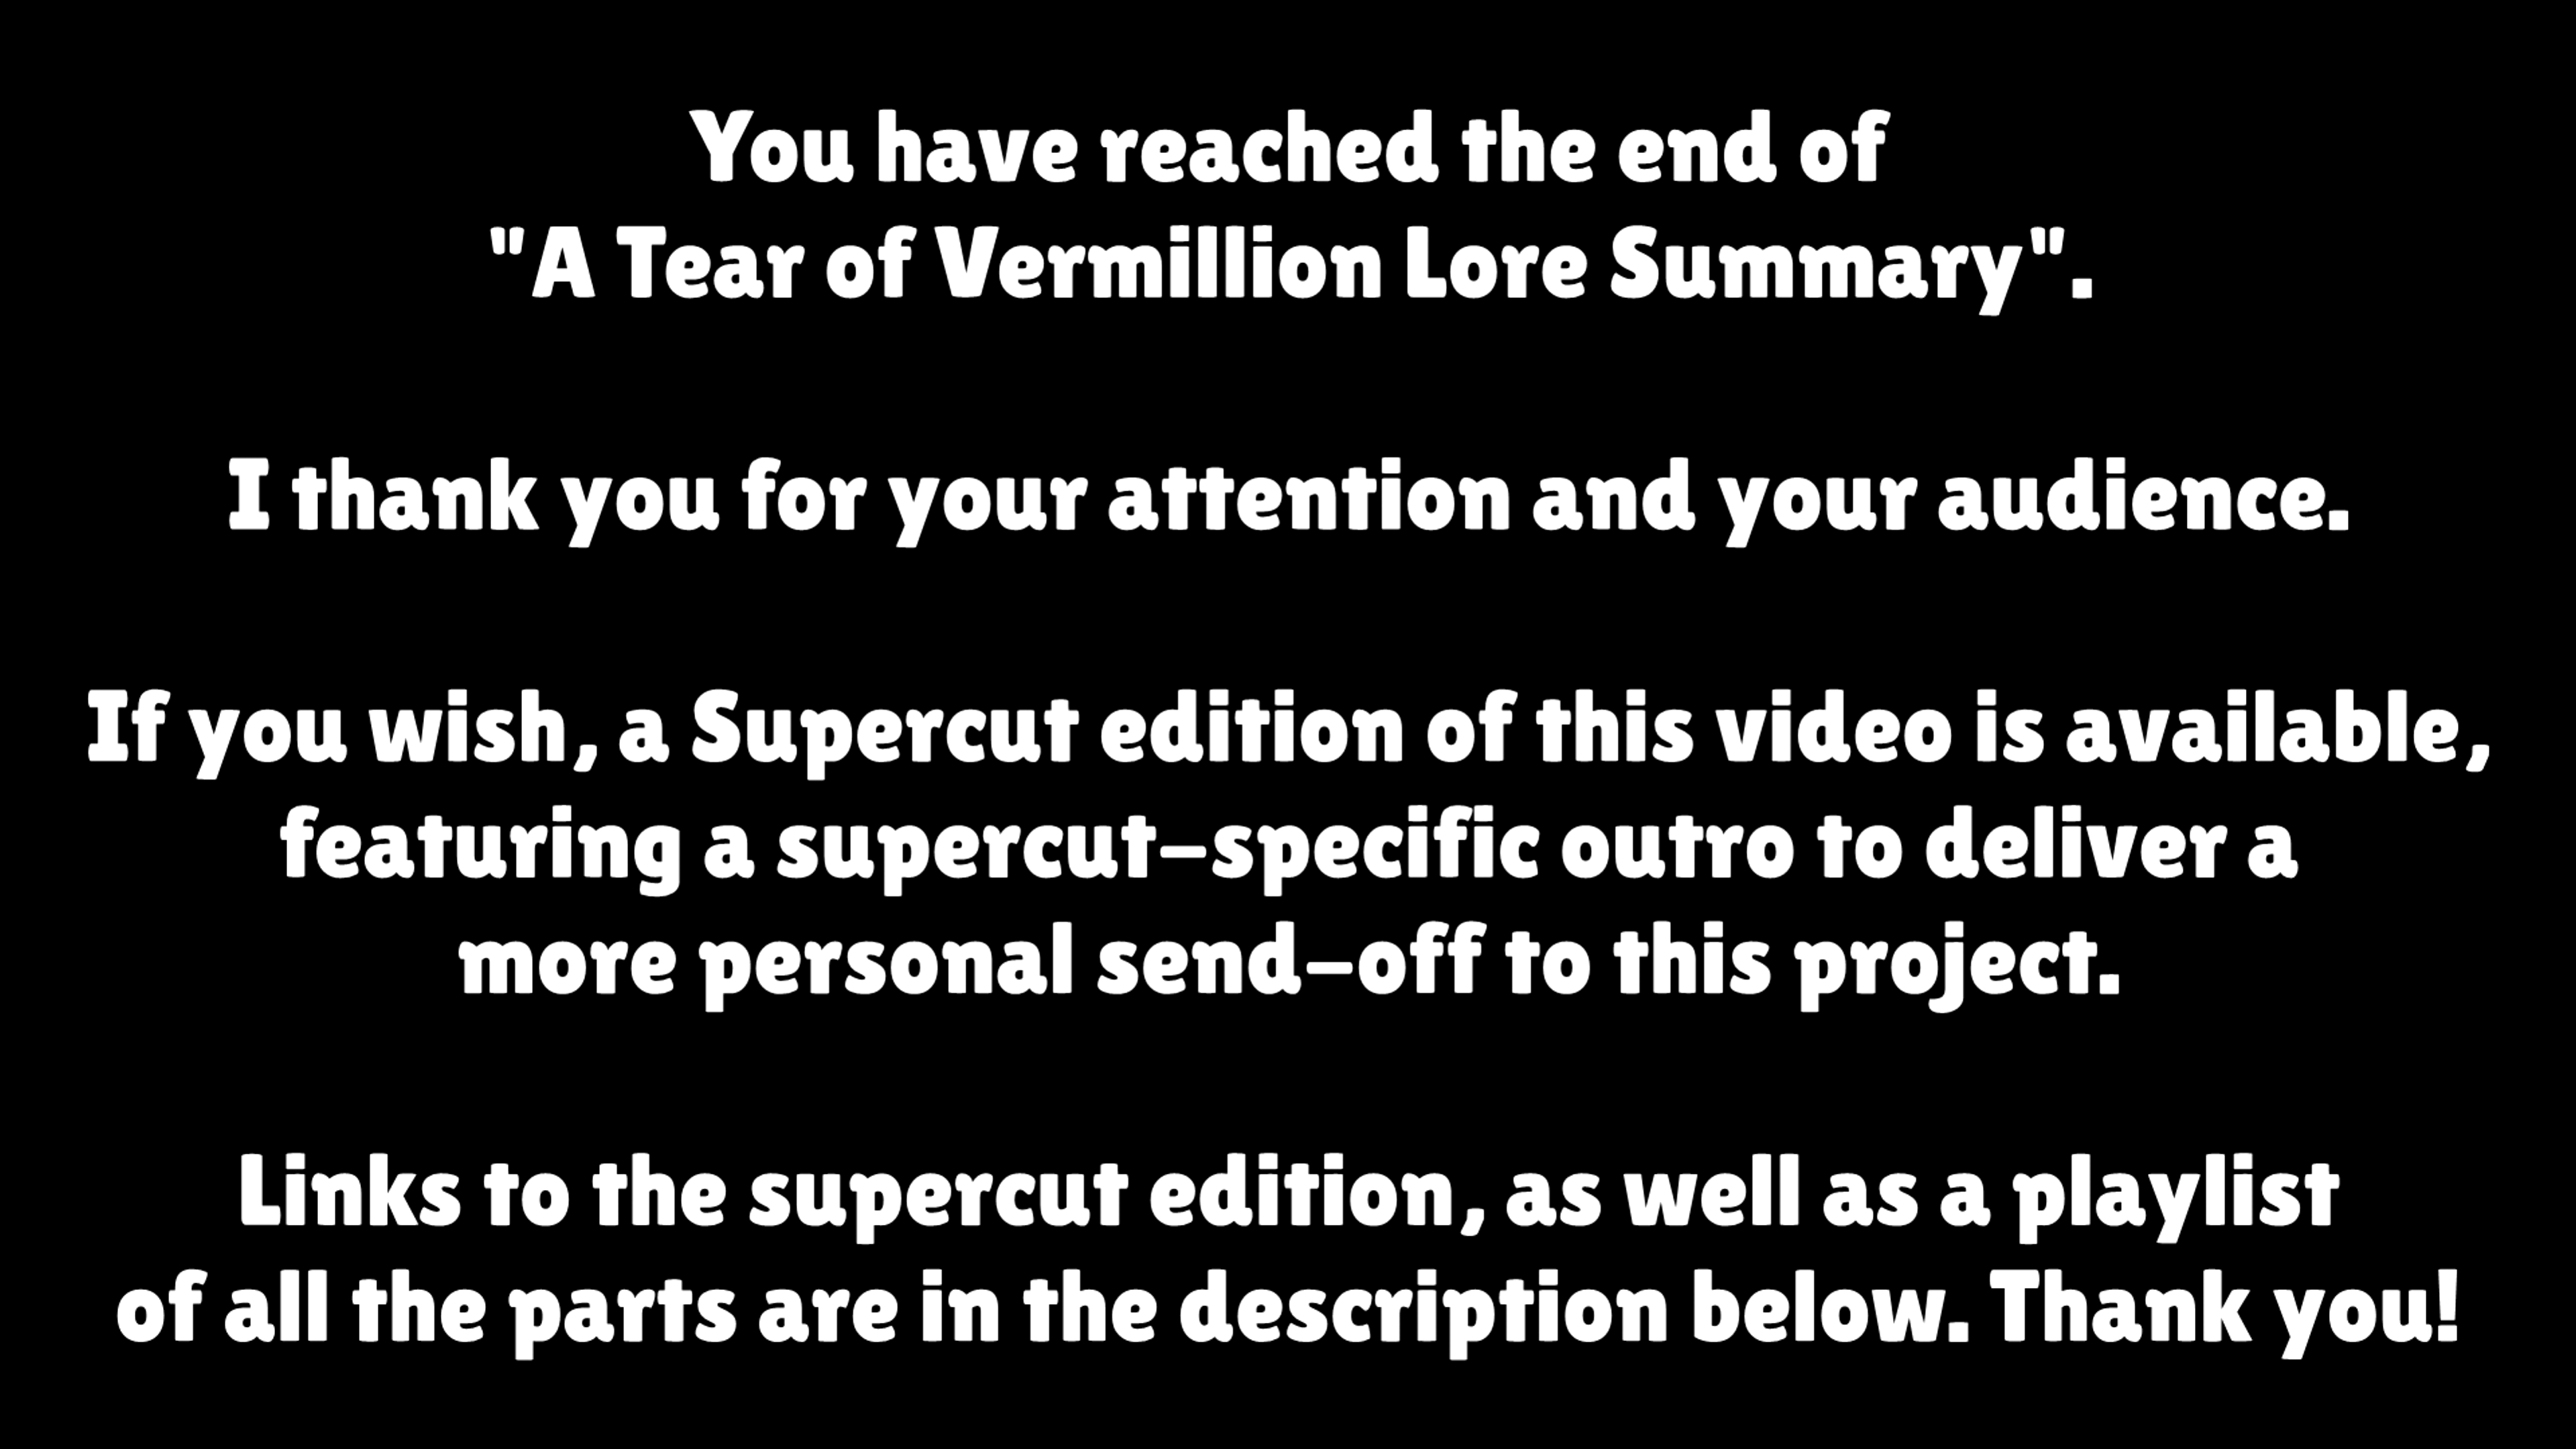 You have reached the end of
"A Tear of Vermillion Lore Summary".
I thank you for your attention and your audience.
If you wish, a Supercut edition of this video is available,
featuring a supercut-specific outro to deliver a
more personal send-off to this project.
Links to the supercut edition, as well as a playlist
of all the parts are in the description below. Thank you!